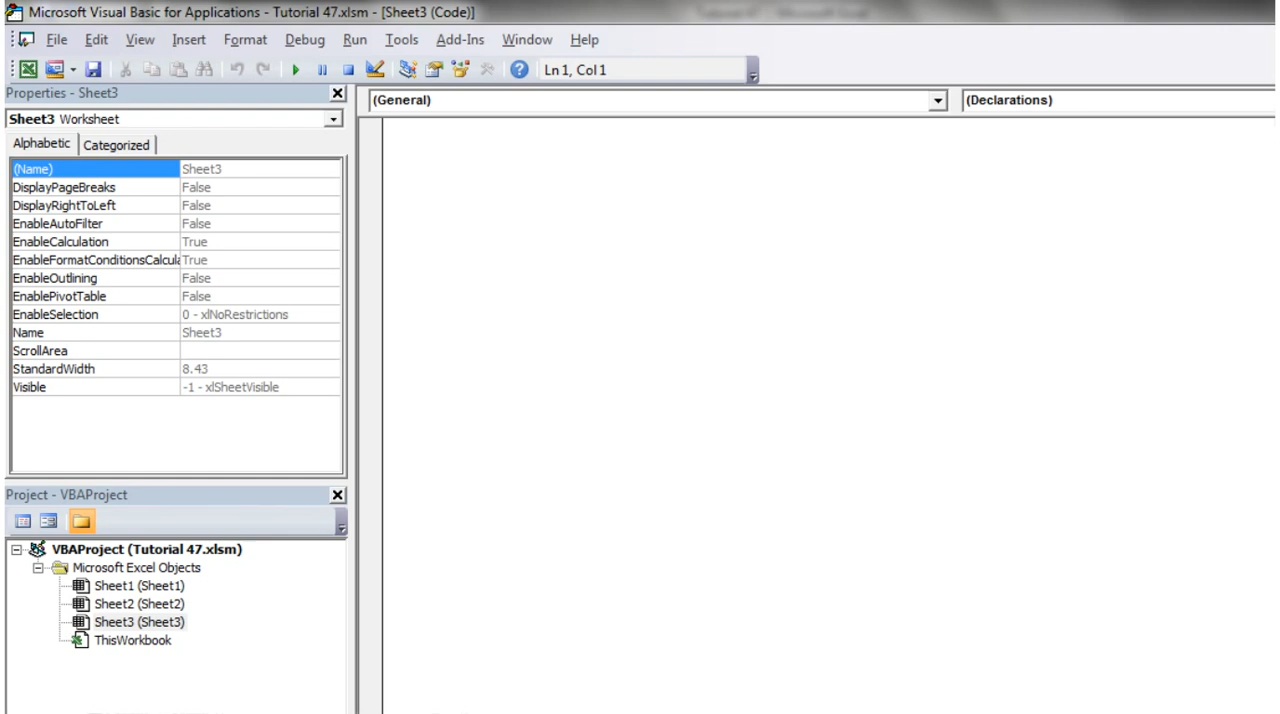 Microsoft Visual Basic for Applications - Tutorial 47.xlsm - [Sheet3 (Code)]
File Edit View Insert Format Debug Run Tools Add-Ins Window Help
Ln 1, Col 1
Properties - Sheet3
(General) (Declarations)
Sheet3 Worksheet
Alphabetic Categorized
(Name) Sheet3
DisplayPageBreaks False
DisplayRightToLeft False
EnableAutoFilter False
EnableCalculation True
EnableFormatConditionsCalcula True
EnableOutlining False
EnablePivotTable False
EnableSelection 0 - xlNoRestrictions
Name Sheet3
ScrollArea
StandardWidth 8.43
Visible -1 - xlSheetVisible
Project - VBAProject
VBAProject (Tutorial 47.xlsm)
Microsoft Excel Objects
Sheet1 (Sheet1)
Sheet2 (Sheet2)
Sheet3 (Sheet3)
ThisWorkbook